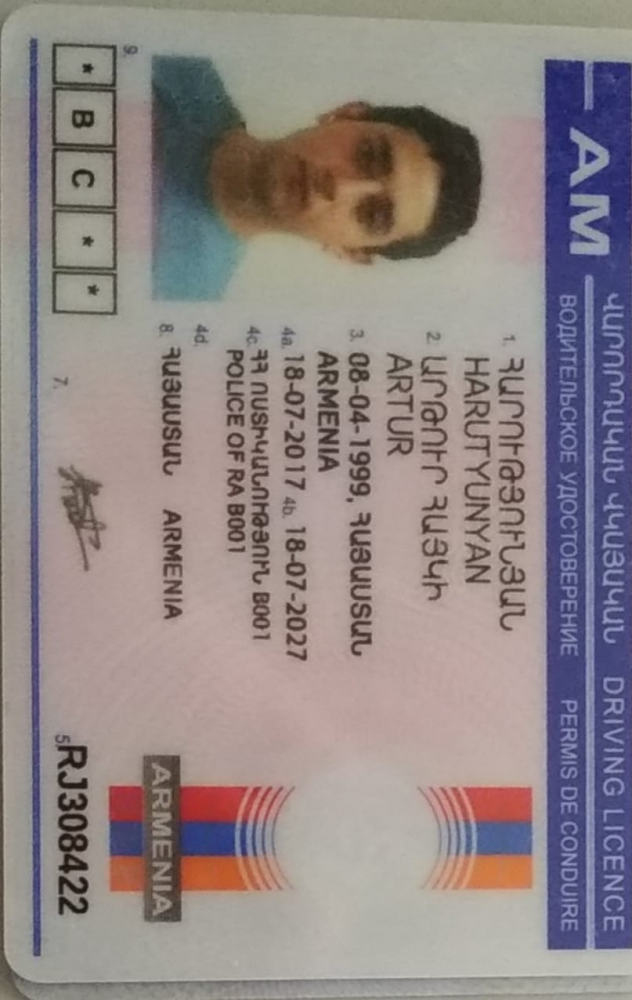 AM
ՎԱՐՈՐԴԱԿԱՆ ՎԿԱՅԱԿԱՆ DRIVING LICENCE
ВОДИТЕЛЬСКОЕ УДОСТОВЕРЕНИЕ PERMIS DE CONDUIRE
1. ՀԱՐՈՒԹՅՈՒՆՅԱՆ
HARUTYUNYAN
2. ԱՐԹՈՒՐ ՀԱՅԿԻ
ARTUR
3. 08-04-1999, ՀԱՅԱՍՏԱՆ
ARMENIA
4a. 18-07-2017 4b. 18-07-2027
4c. ՀՀ ՈՍՏԻԿԱՆՈՒԹՅՈՒՆ B001
POLICE OF RA B001
4d.
8. ՀԱՅԱՍՏԱՆ ARMENIA
ARMENIA
9.
* B C * *
7.
5. RJ308422